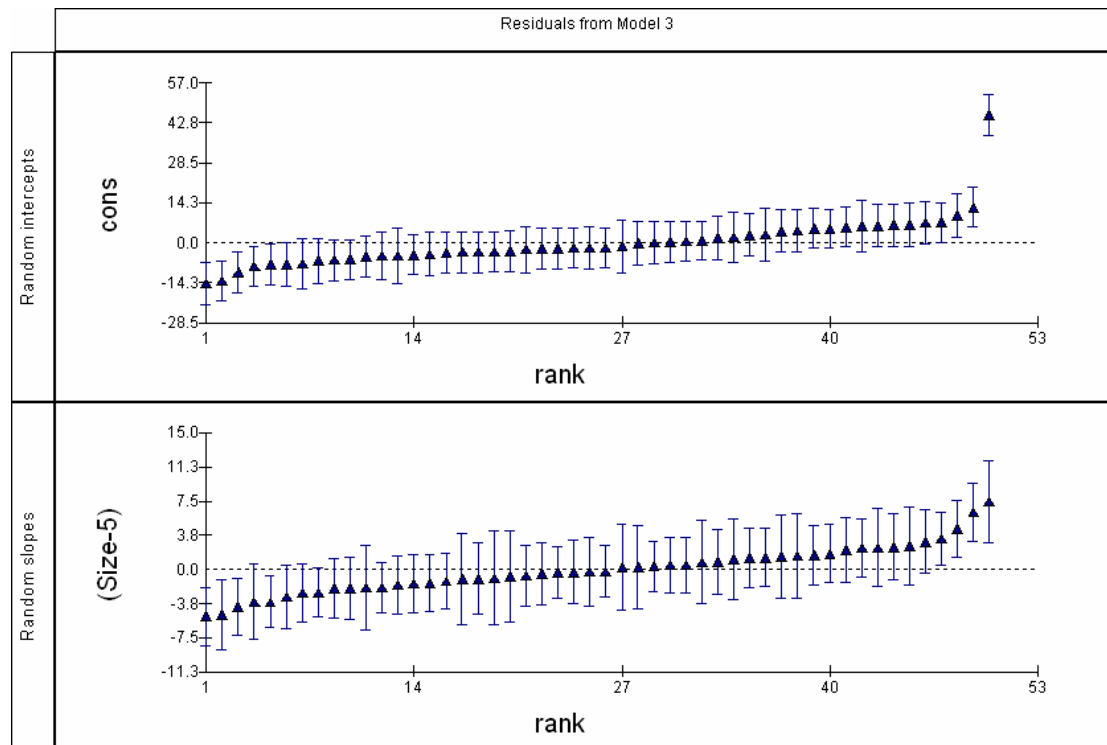 Residuals from Model 3
Random intercepts
cons
57.0
42.8
28.5
14.3
0.0
-14.3
-28.5
1 14 27 40 53
rank
Random slopes
(Size-5)
15.0
11.3
7.5
3.8
0.0
-3.8
-7.5
-11.3
1 14 27 40 53
rank